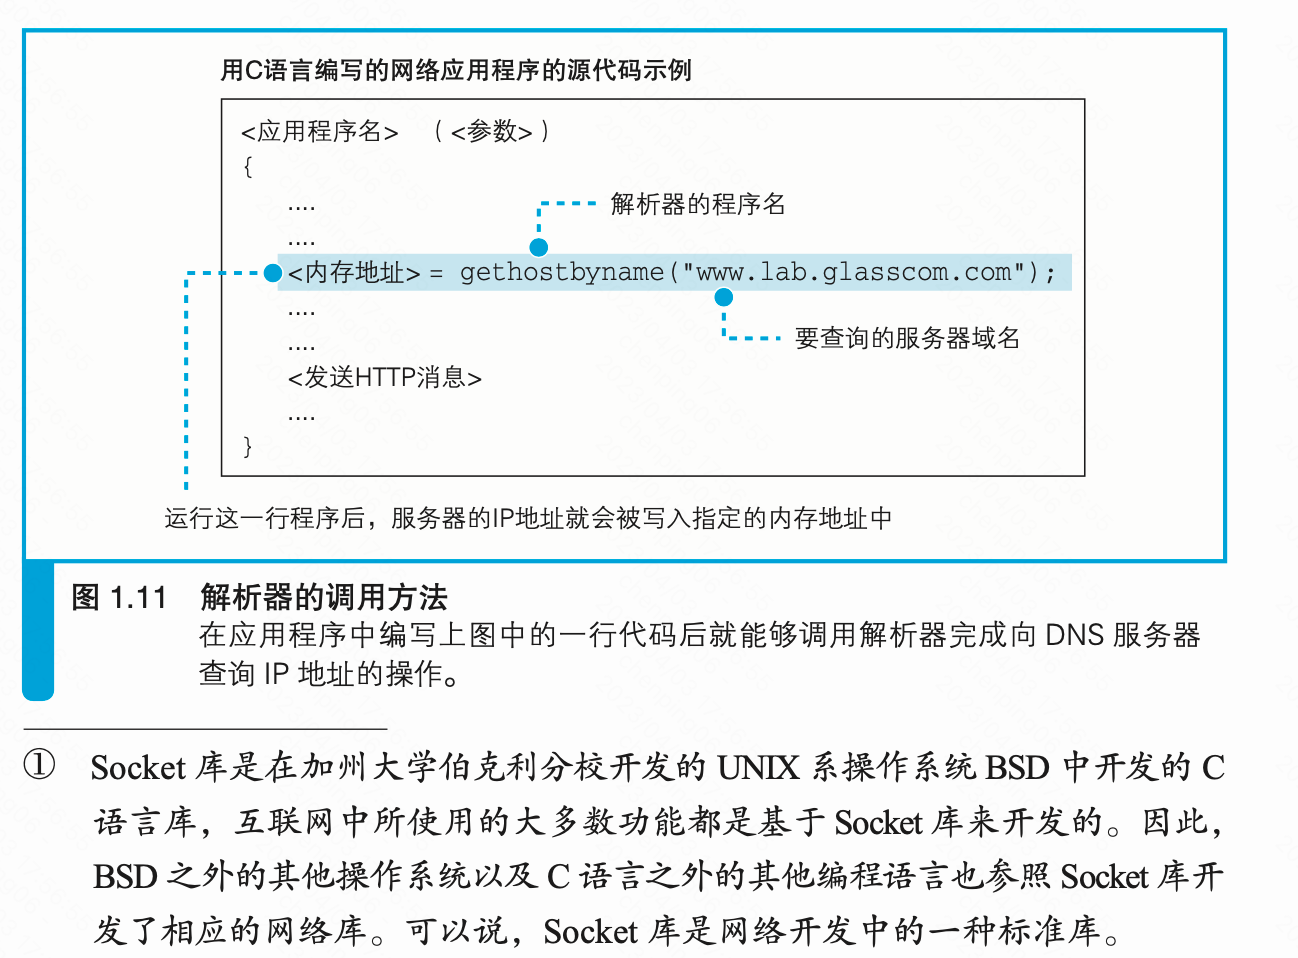 用C语言编写的网络应用程序的源代码示例
<应用程序名> （<参数>）
{
....
....
解析器的程序名
<内存地址> = gethostbyname("www.lab.glasscom.com");
....
要查询的服务器域名
....
<发送HTTP消息>
....
}
运行这一行程序后，服务器的IP地址就会被写入指定的内存地址中
图 1.11 解析器的调用方法
在应用程序中编写上图中的一行代码后就能够调用解析器完成向 DNS 服务器
查询 IP 地址的操作。
① Socket 库是在加州大学伯克利分校开发的 UNIX 系操作系统 BSD 中开发的 C
语言库，互联网中所使用的大多数功能都是基于 Socket 库来开发的。因此，
BSD 之外的其他操作系统以及 C 语言之外的其他编程语言也参照 Socket 库开
发了相应的网络库。可以说，Socket 库是网络开发中的一种标准库。